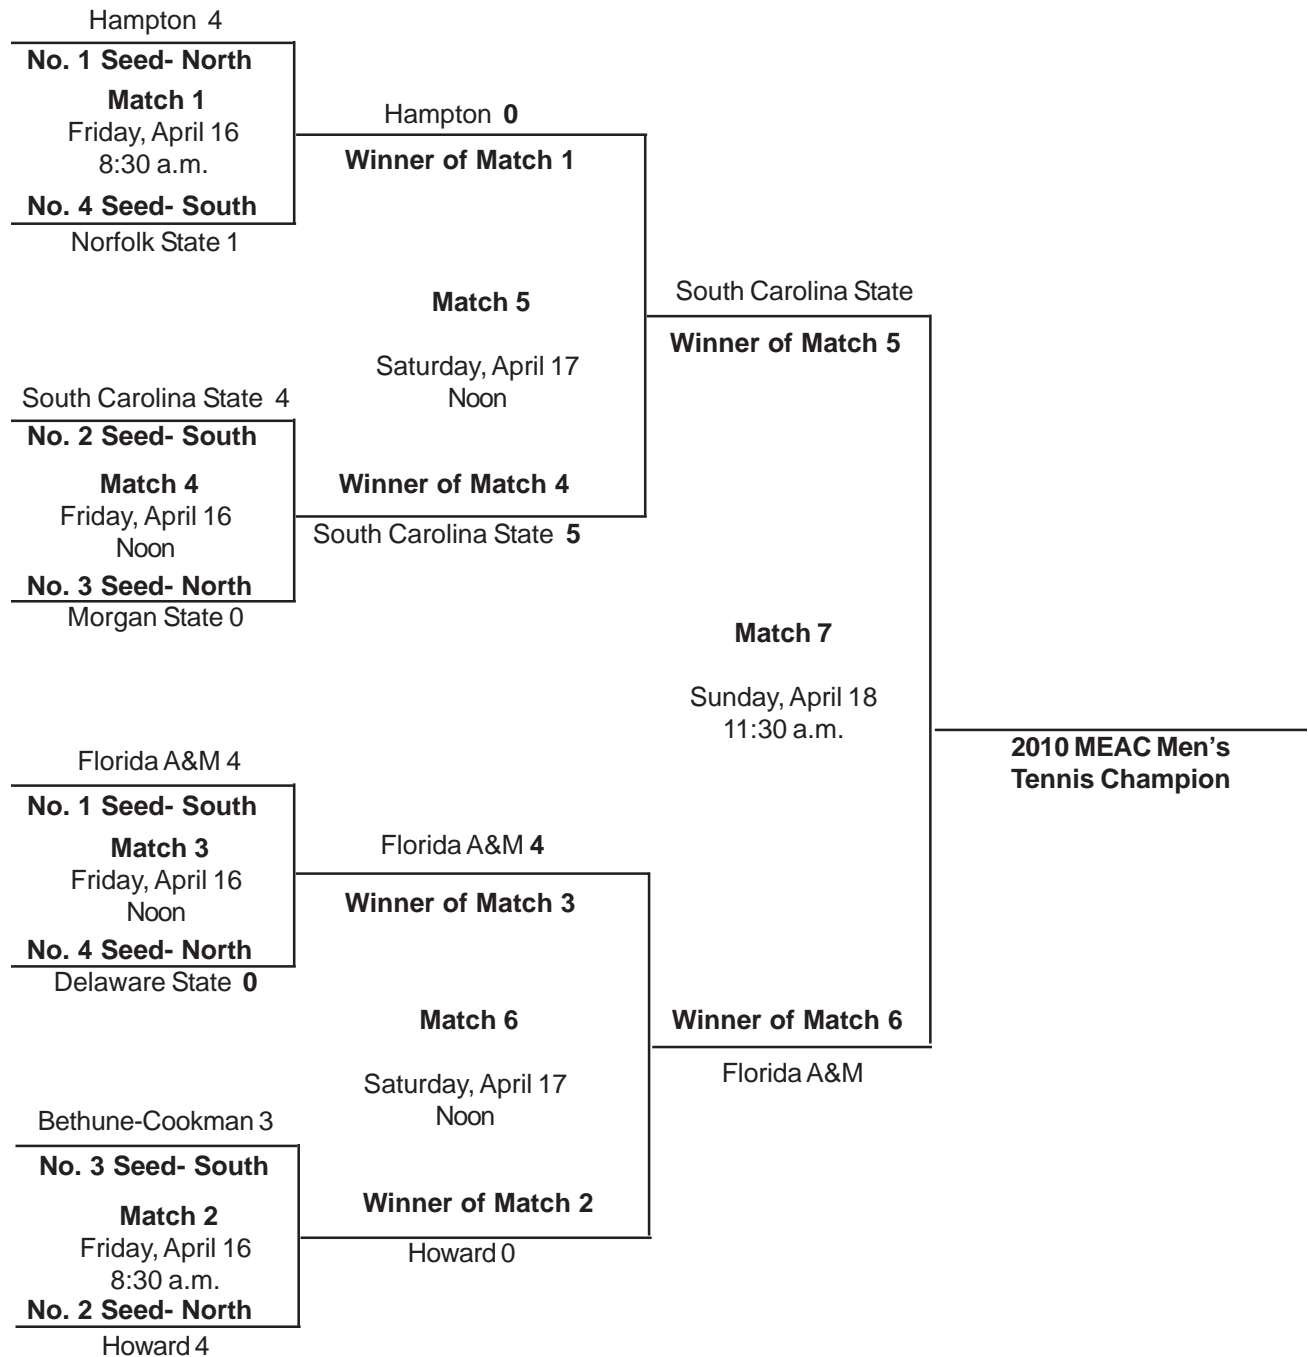 Hampton 4
No. 1 Seed- North
Match 1
Friday, April 16
8:30 a.m.
No. 4 Seed- South
Norfolk State 1
South Carolina State 4
No. 2 Seed- South
Match 4
Friday, April 16
Noon
No. 3 Seed- North
Morgan State 0
Florida A&M 4
No. 1 Seed- South
Match 3
Friday, April 16
Noon
No. 4 Seed- North
Delaware State 0
Bethune-Cookman 3
No. 3 Seed- South
Match 2
Friday, April 16
8:30 a.m.
No. 2 Seed- North
Howard 4
Hampton 0
Winner of Match 1
Match 5
Saturday, April 17
Noon
Winner of Match 4
South Carolina State 5
Florida A&M 4
Winner of Match 3
Match 6
Saturday, April 17
Noon
Winner of Match 2
Howard 0
South Carolina State
Winner of Match 5
Match 7
Sunday, April 18
11:30 a.m.
Winner of Match 6
Florida A&M
2010 MEAC Men's
Tennis Champion